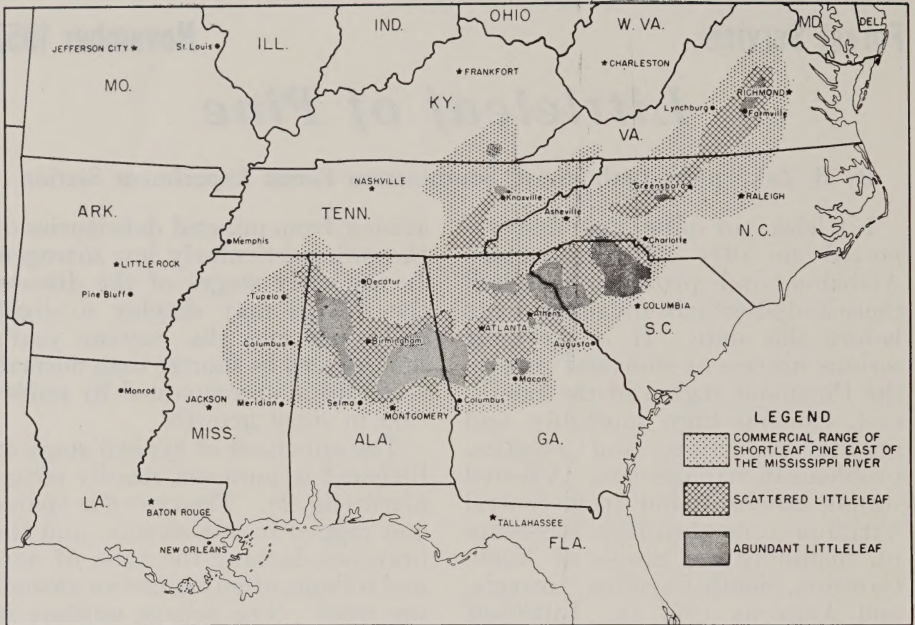 OHIO
IND.
W. VA.
MD.
DEL.
ILL.
JEFFERSON CITY
St. Louis
MO.
FRANKFORT
CHARLESTON
KY.
RICHMOND
Lynchburg
Farmville
VA.
NASHVILLE
Knoxville
Greensboro
RALEIGH
ARK.
TENN.
Asheville
N. C.
Memphis
Charlotte
LITTLE ROCK
Decatur
Pine Bluff
Tupelo
COLUMBIA
Athens
ATLANTA
S.C.
Columbus
Birmingham
Augusta
Macon
Monroe
JACKSON
Meridian
Selma
MONTGOMERY
Columbus
MISS.
ALA.
GA.
LEGEND
COMMERCIAL RANGE OF
SHORTLEAF PINE EAST OF
THE MISSISSIPPI RIVER
SCATTERED LITTLELEAF
ABUNDANT LITTLELEAF
LA.
BATON ROUGE
NEW ORLEANS
TALLAHASSEE
FLA.